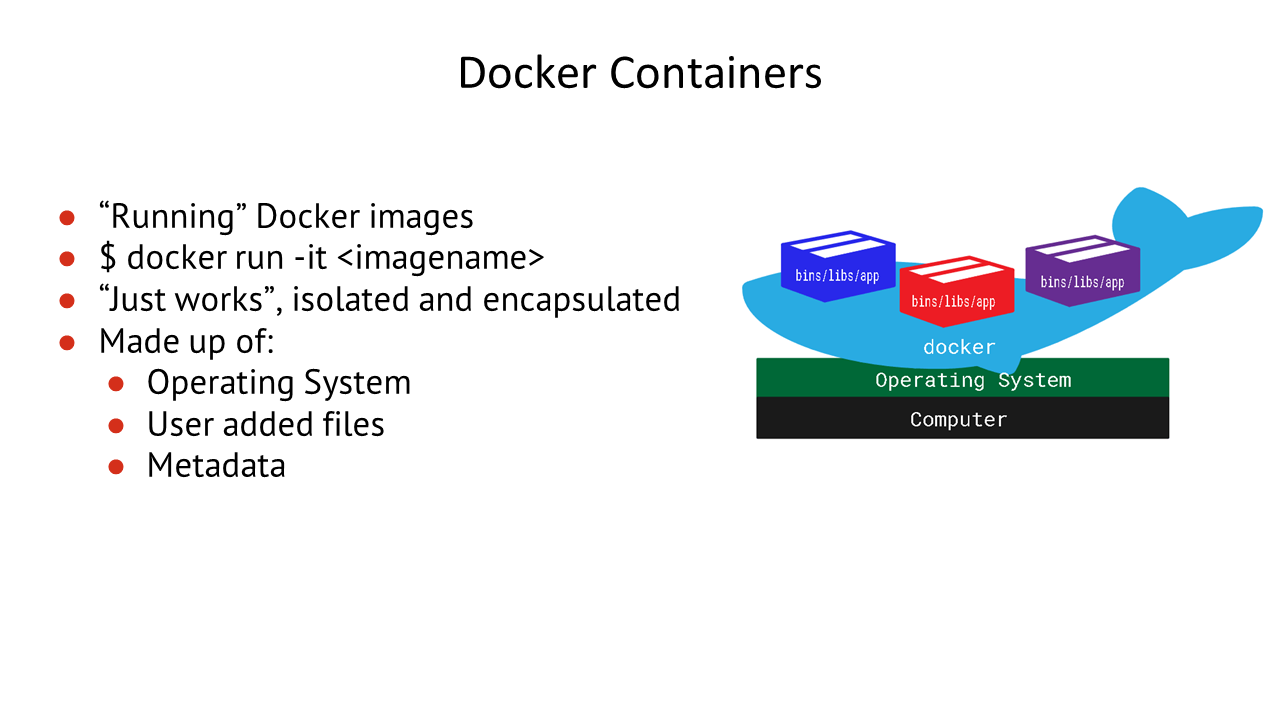 Docker Containers
● “Running” Docker images
● $ docker run -it <imagename>
● “Just works”, isolated and encapsulated
● Made up of:
● Operating System
● User added files
● Metadata
bins/libs/app
bins/libs/app
bins/libs/app
docker
Operating System
Computer